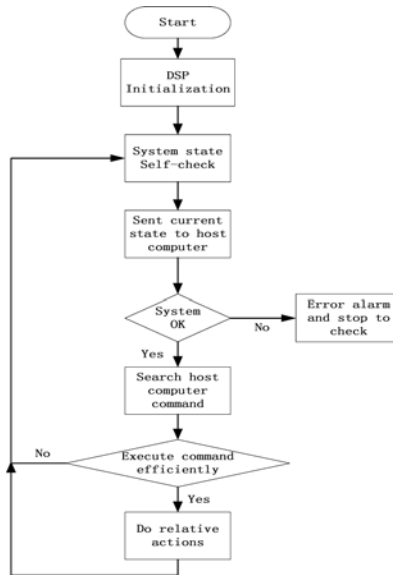 Start
DSP
Initialization
System state
Self-check
Sent current
state to host
computer
System
OK
No
Error alarm
and stop to
check
Yes
Search host
computer
command
Execute command
efficiently
No
Yes
Do relative
actions